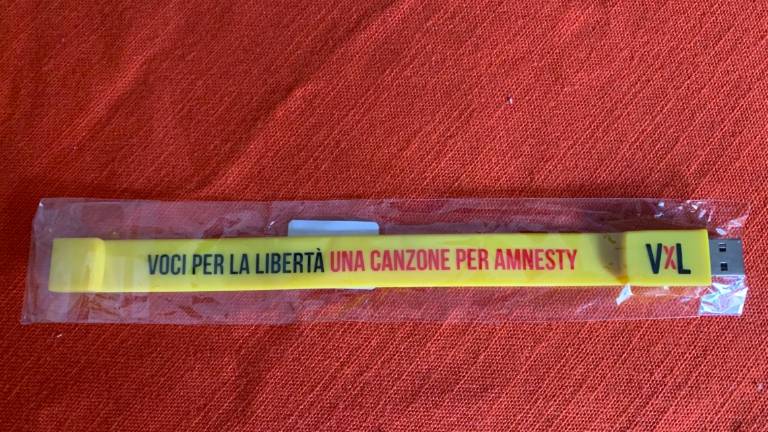 VOCI PER LA LIBERTÀ UNA CANZONE PER AMNESTY
VXL